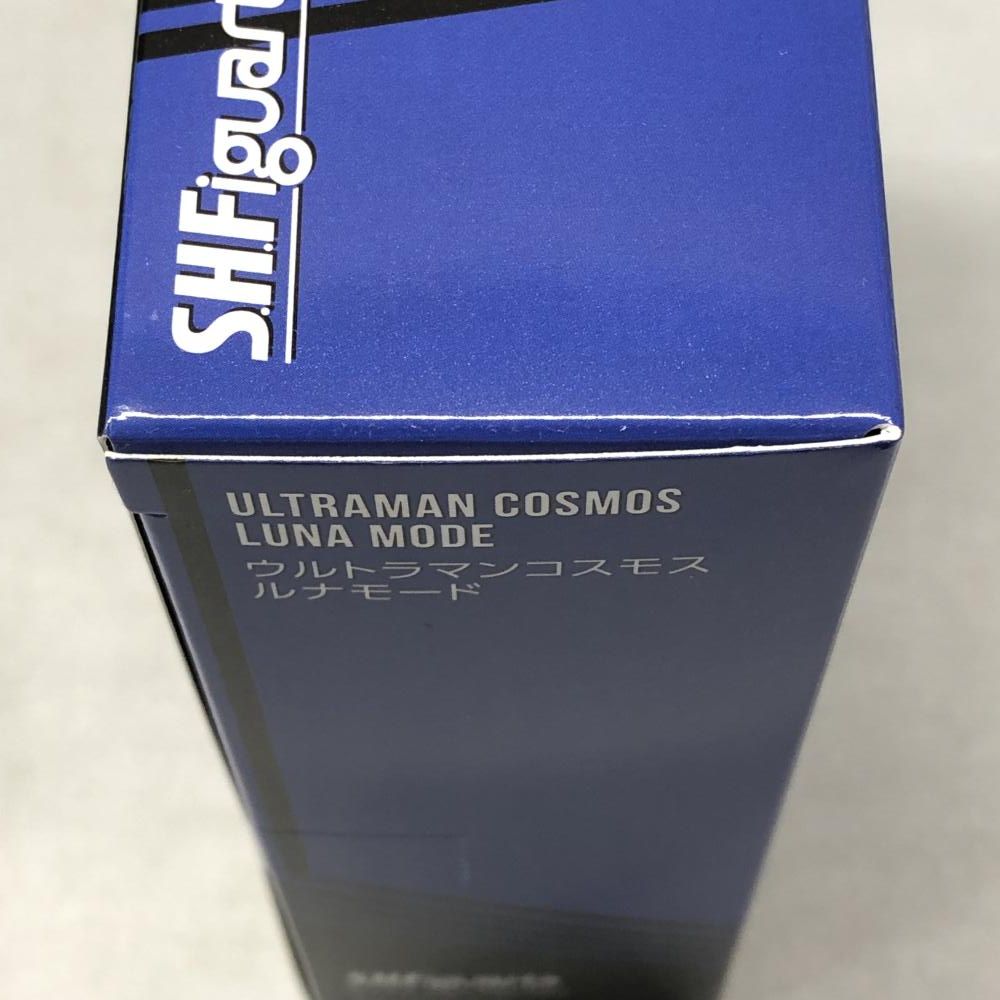 S.H.Figuart
ULTRAMAN COSMOS
LUNA MODE
ウルトラマンコスモス
ルナモード
S.H.Figuarts